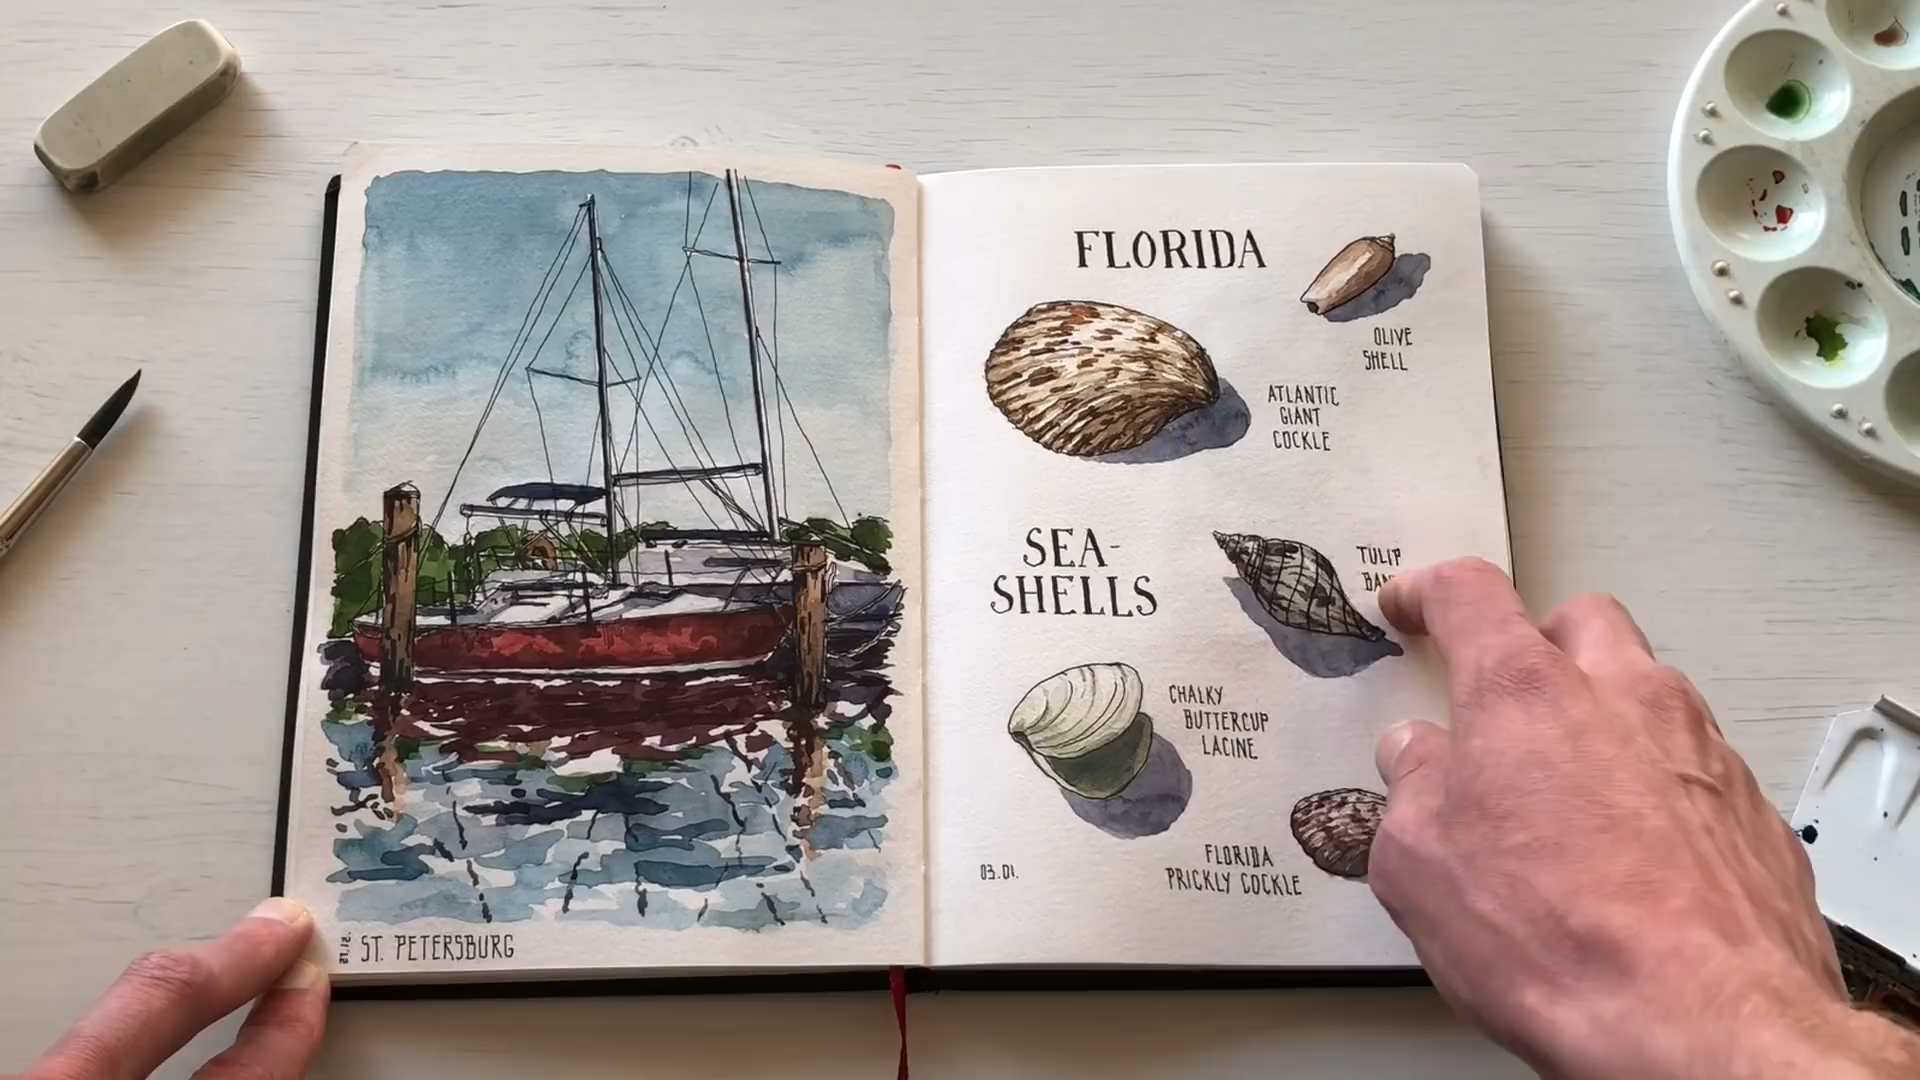 ST. PETERSBURG
FLORIDA
OLIVE
SHELL
ATLANTIC
GIANT
COCKLE
SEA-
SHELLS
TULIP
CHALKY
BUTTERCUP
LACINE
FLORIDA
PRICKLY COCKLE
03.01.